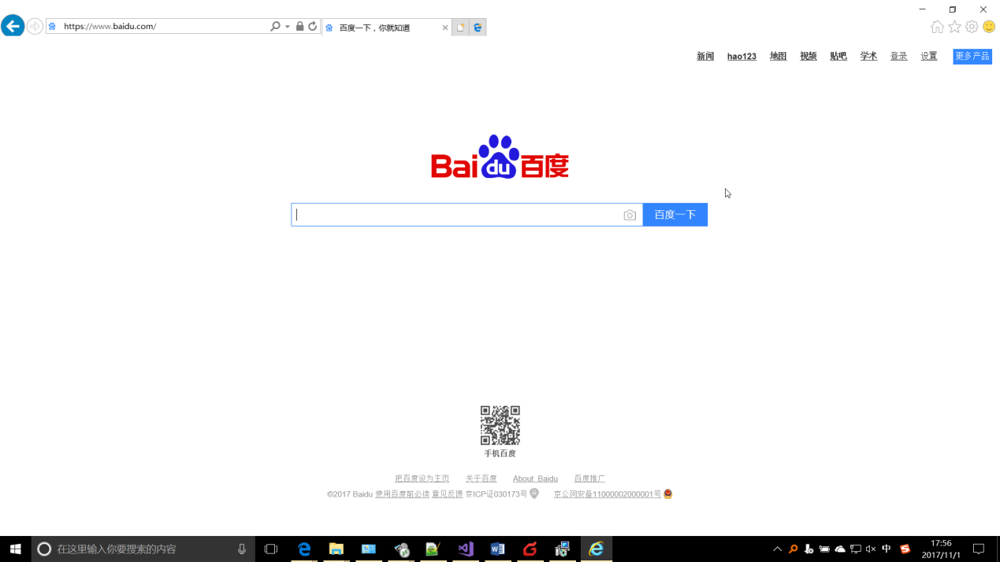 https://www.baidu.com/
百度一下，你就知道
新闻 hao123 地图 视频 贴吧 学术 登录 设置 更多产品
Baidu百度
百度一下
手机百度
把百度设为主页 关于百度 About Baidu 百度推广
©2017 Baidu 使用百度前必读 意见反馈 京ICP证030173号 京公网安备11000002000001号
在这里输入你要搜索的内容
中
17:56
2017/11/1